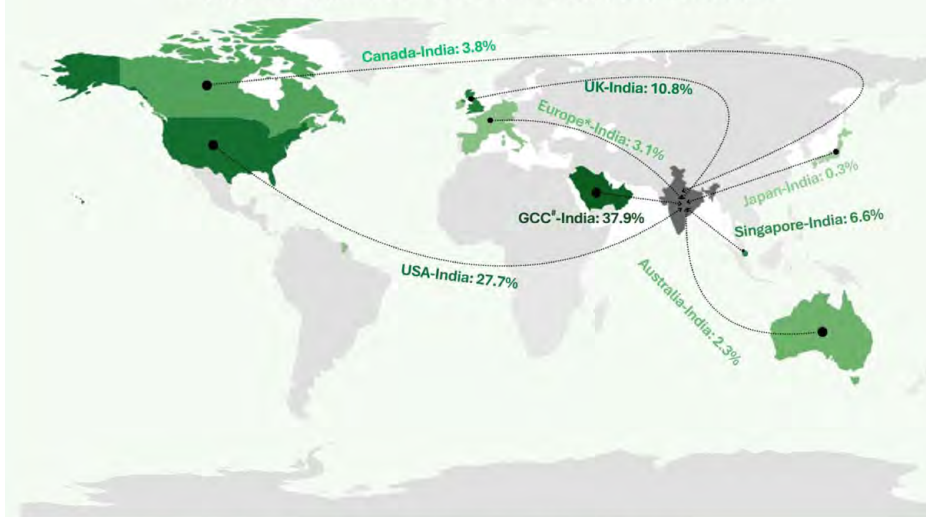 Canada-India: 3.8%
UK-India: 10.8%
Europe*-India: 3.1%
Japan-India: 0.3%
GCC#-India: 37.9%
Singapore-India: 6.6%
USA-India: 27.7%
Australia-India: 2.3%